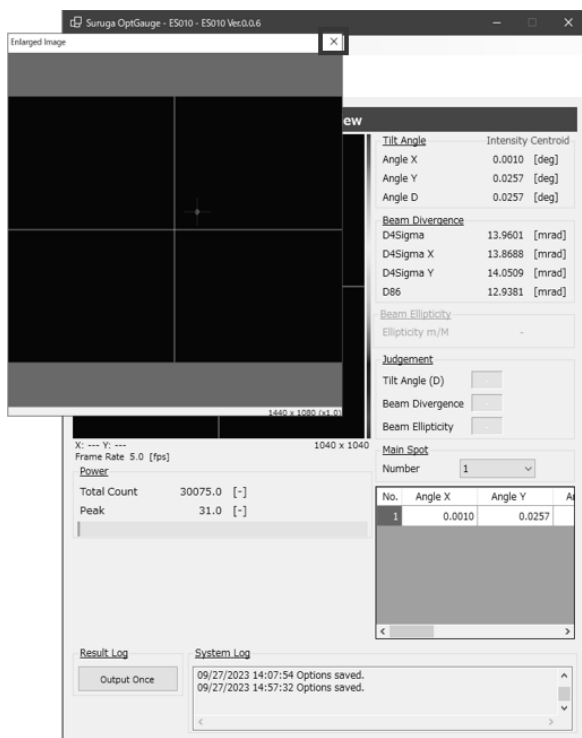 Suruga OptGauge - ES010 - ES010 Ver.0.0.6
Enlarged Image
ew
1440 x 1080 (x1.0)
X: --- Y: ---
1040 x 1040
Frame Rate 5.0 [fps]
Tilt Angle Intensity Centroid
Angle X 0.0010 [deg]
Angle Y 0.0257 [deg]
Angle D 0.0257 [deg]
Beam Divergence
D4Sigma 13.9601 [mrad]
D4Sigma X 13.8688 [mrad]
D4Sigma Y 14.0509 [mrad]
D86 12.9381 [mrad]
Beam Ellipticity
Ellipticity m/M -
Judgement
Tilt Angle (D) -
Beam Divergence -
Beam Ellipticity -
Main Spot
Number 1
No. Angle X Angle Y A
1 0.0010 0.0257
Power
Total Count 30075.0 [-]
Peak 31.0 [-]
Result Log
Output Once
System Log
09/27/2023 14:07:54 Options saved.
09/27/2023 14:57:32 Options saved.